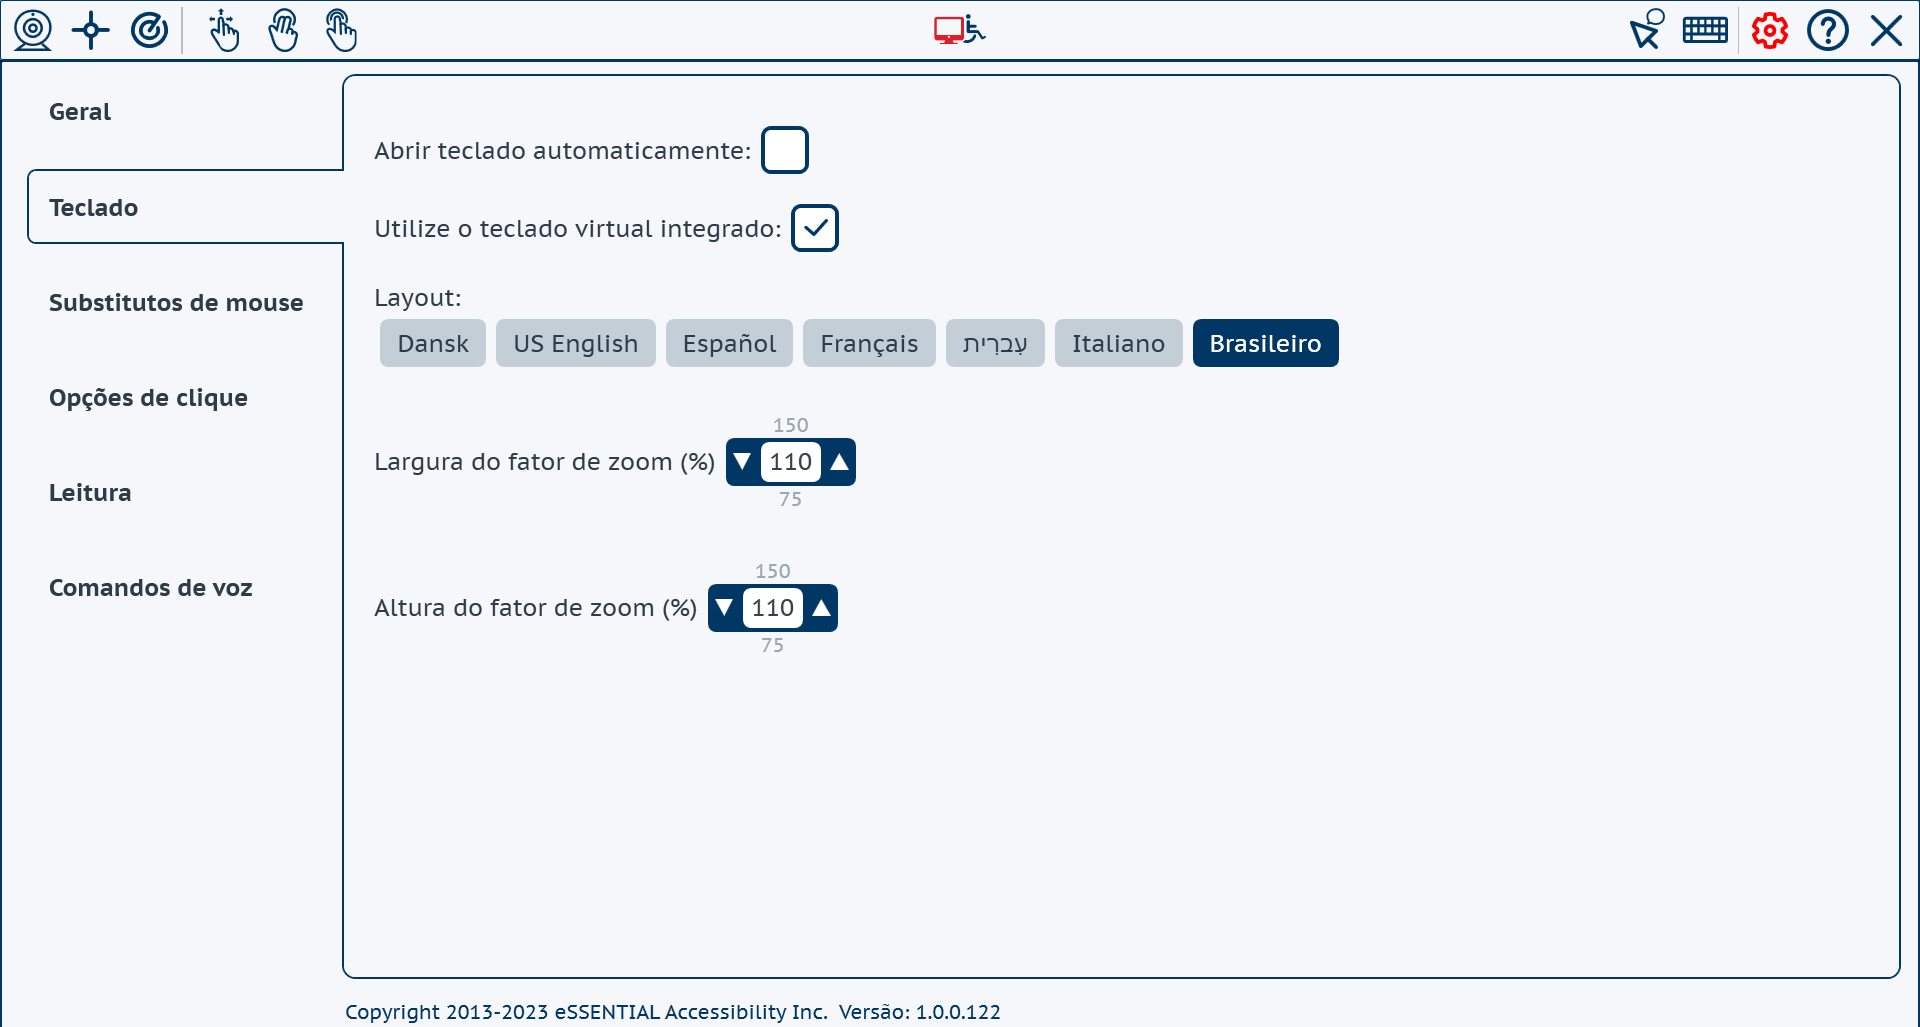 Geral
Teclado
Substitutos de mouse
Opções de clique
Leitura
Comandos de voz
Abrir teclado automaticamente:
Utilize o teclado virtual integrado:
Layout:
Dansk US English Español Français עִברִית Italiano Brasileiro
150
Largura do fator de zoom (%) 110
75
150
Altura do fator de zoom (%) 110
75
Copyright 2013-2023 eSSENTIAL Accessibility Inc. Versão: 1.0.0.122